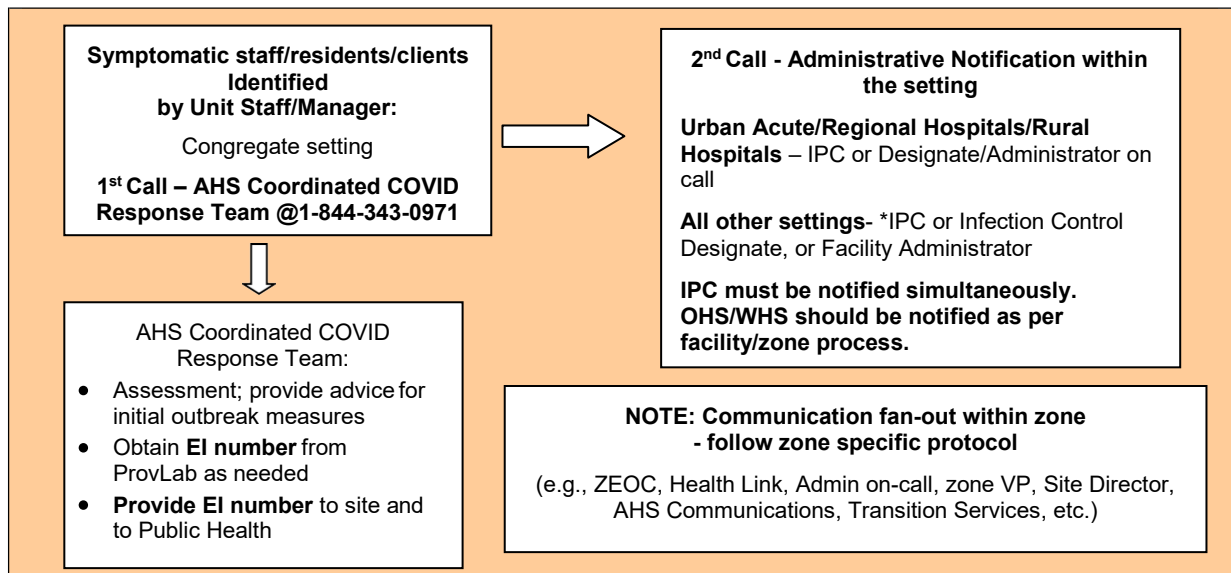 Symptomatic staff/residents/clients
Identified
by Unit Staff/Manager:
Congregate setting
1st Call – AHS Coordinated COVID
Response Team @1-844-343-0971
AHS Coordinated COVID
Response Team:
• Assessment; provide advice for
initial outbreak measures
• Obtain EI number from
ProvLab as needed
• Provide EI number to site and
to Public Health
2nd Call - Administrative Notification within
the setting
Urban Acute/Regional Hospitals/Rural
Hospitals – IPC or Designate/Administrator on
call
All other settings- *IPC or Infection Control
Designate, or Facility Administrator
IPC must be notified simultaneously.
OHS/WHS should be notified as per
facility/zone process.
NOTE: Communication fan-out within zone
- follow zone specific protocol
(e.g., ZEOC, Health Link, Admin on-call, zone VP, Site Director,
AHS Communications, Transition Services, etc.)